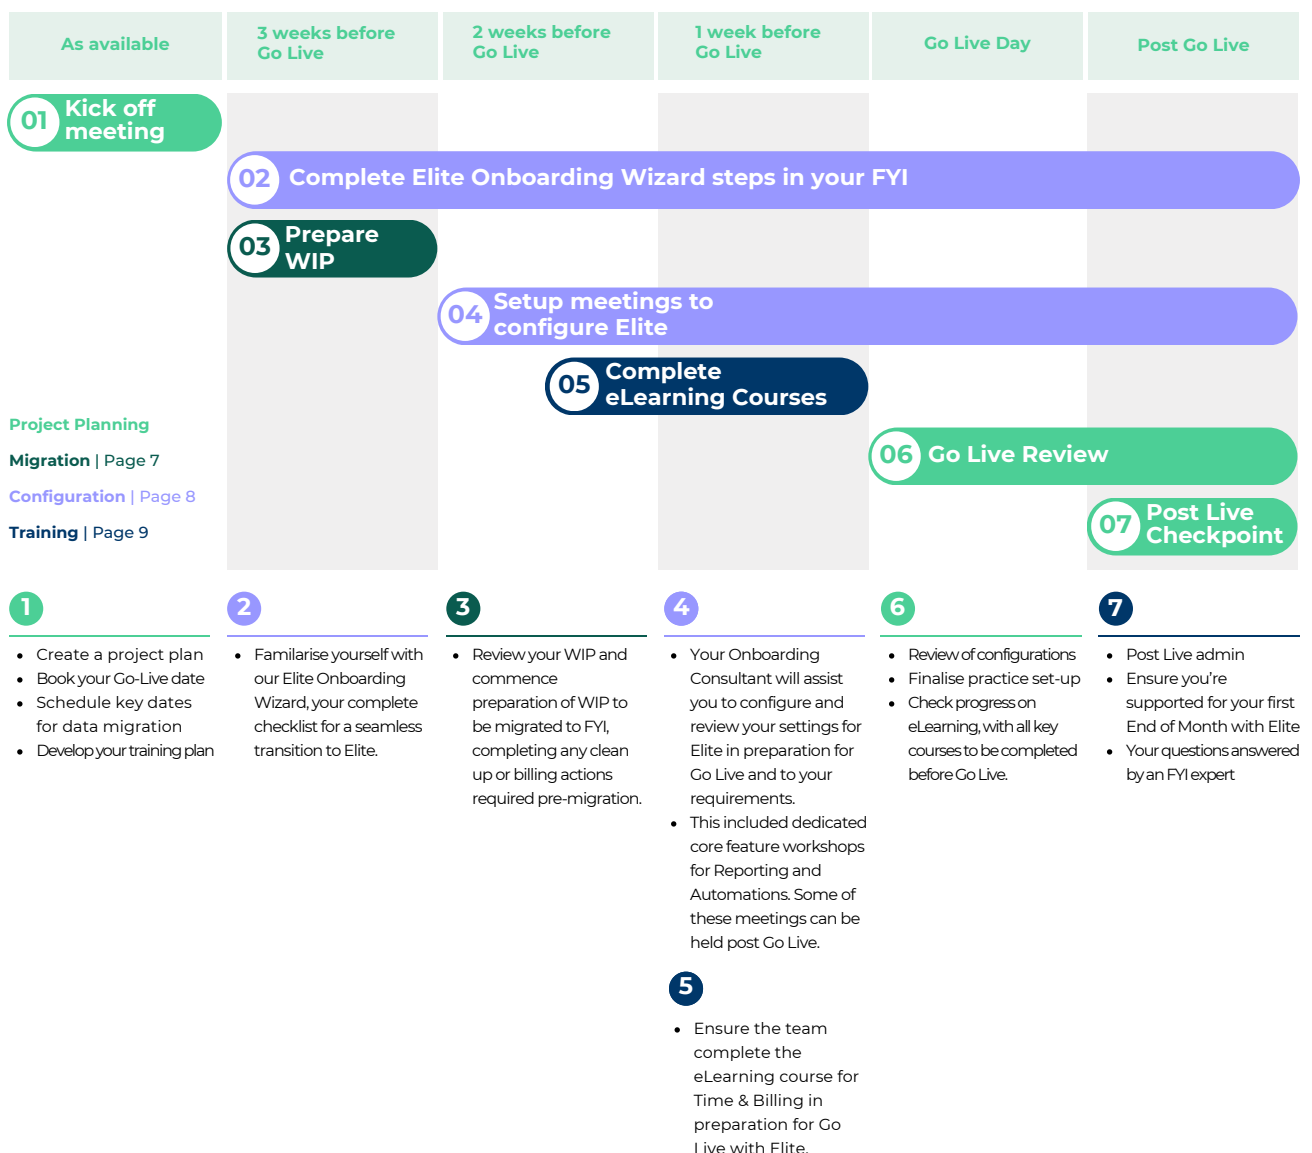 As available
3 weeks before
Go Live
2 weeks before
Go Live
1 week before
Go Live
Go Live Day
Post Go Live
01 Kick off
meeting
02 Complete Elite Onboarding Wizard steps in your FYI
03 Prepare
WIP
04 Setup meetings to
configure Elite
05 Complete
eLearning Courses
06 Go Live Review
07 Post Live
Checkpoint
Project Planning
Migration | Page 7
Configuration | Page 8
Training | Page 9
1
• Create a project plan
• Book your Go-Live date
• Schedule key dates
for data migration
• Develop your training plan
2
• Familarise yourself with
our Elite Onboarding
Wizard, your complete
checklist for a seamless
transition to Elite.
3
• Review your WIP and
commence
preparation of WIP to
be migrated to FYI,
completing any clean
up or billing actions
required pre-migration.
4
• Your Onboarding
Consultant will assist
you to configure and
review your settings for
Elite in preparation for
Go Live and to your
requirements.
• This included dedicated
core feature workshops
for Reporting and
Automations. Some of
these meetings can be
held post Go Live.
5
• Ensure the team
complete the
eLearning course for
Time & Billing in
preparation for Go
Live with Elite.
6
• Review of configurations
• Finalise practice set-up
• Check progress on
eLearning, with all key
courses to be completed
before Go Live.
7
• Post Live admin
• Ensure you're
supported for your first
End of Month with Elite
• Your questions answered
by an FYI expert